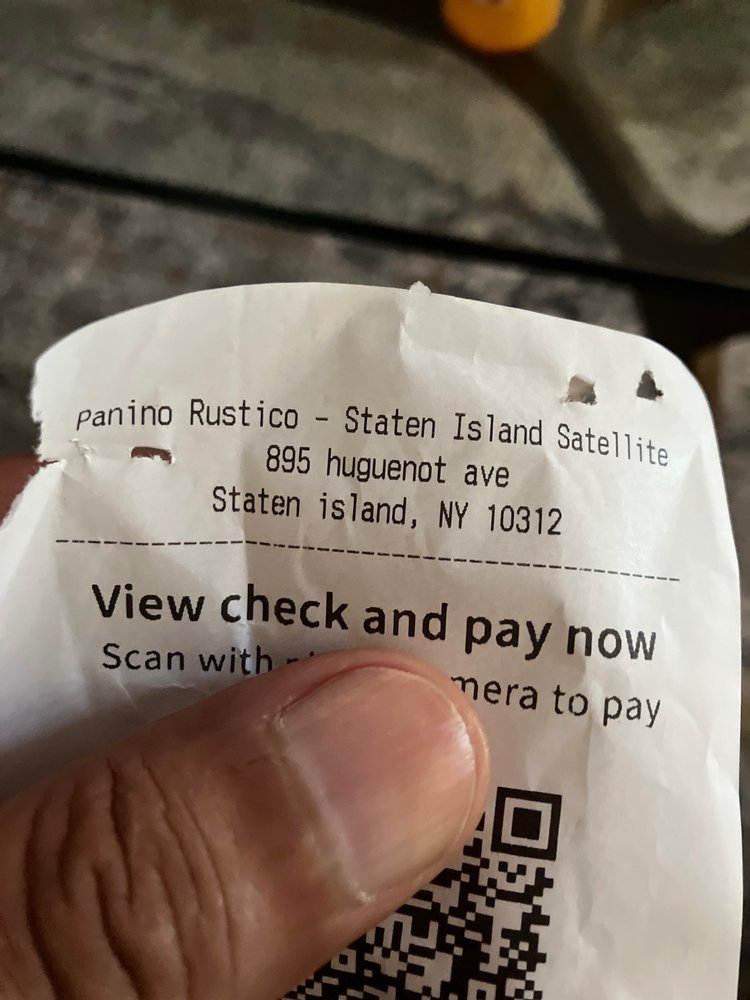 Panino Rustico - Staten Island Satellite
895 huguenot ave
Staten island, NY 10312
View check and pay now
Scan with to pay